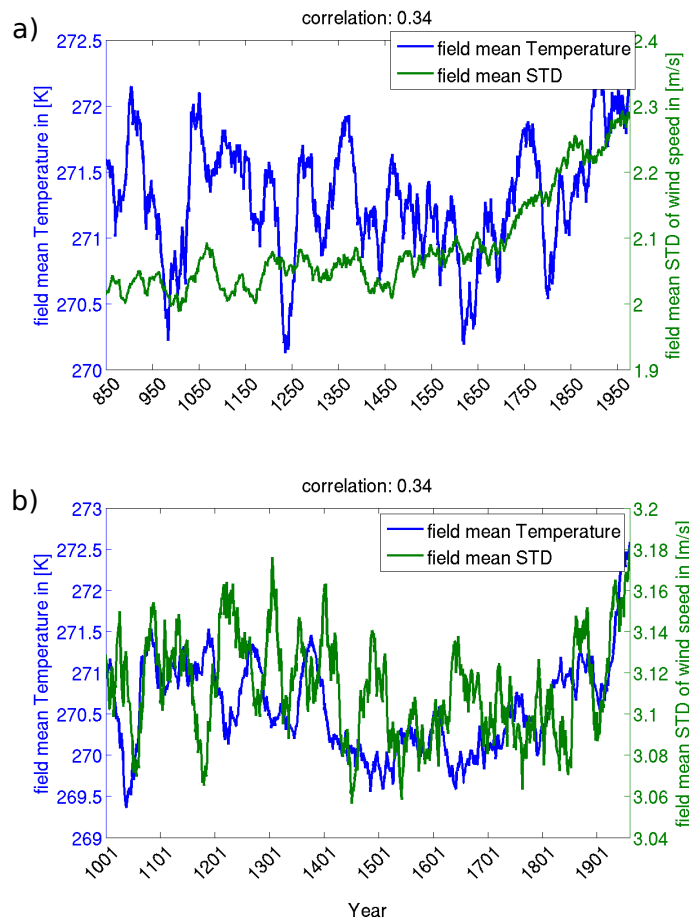 a)
correlation: 0.34
field mean Temperature
field mean STD
field mean Temperature in [K]
272.5
272
271.5
271
270.5
270
2.4
2.3
2.2
2.1
2
1.9
field mean STD of wind speed in [m/s]
850 950 1050 1150 1250 1350 1450 1550 1650 1750 1850 1950
b)
correlation: 0.34
field mean Temperature
field mean STD
field mean Temperature in [K]
273
272.5
272
271.5
271
270.5
270
269.5
269
3.2
3.18
3.16
3.14
3.12
3.1
3.08
3.06
3.04
field mean STD of wind speed in [m/s]
1001 1101 1201 1301 1401 1501 1601 1701 1801 1901
Year